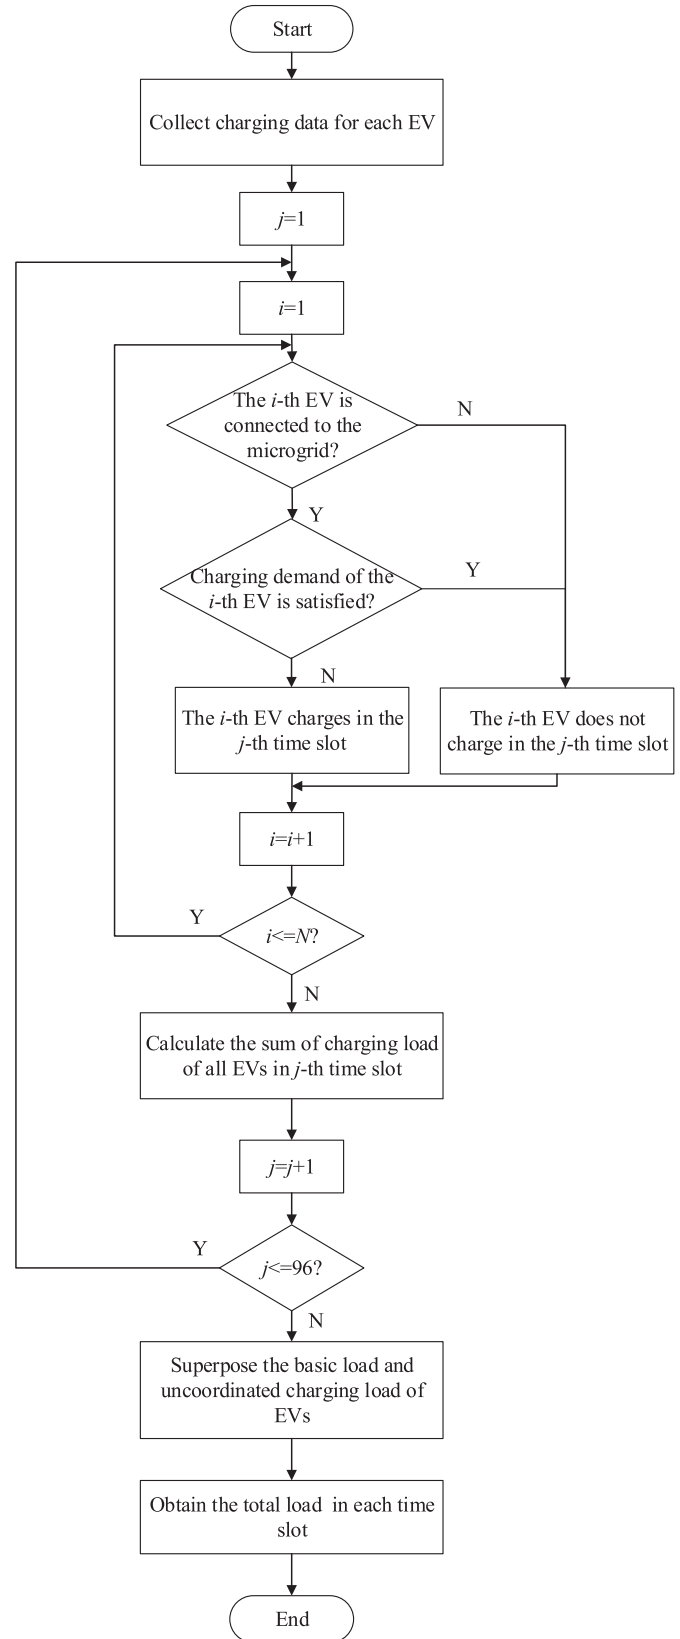 Start
Collect charging data for each EV
j=1
i=1
The i-th EV is
connected to the
microgrid?
N
Y
Charging demand of the
i-th EV is satisfied?
Y
N
The i-th EV charges in the
j-th time slot
The i-th EV does not
charge in the j-th time slot
i=i+1
i<=N?
Y
N
Calculate the sum of charging load
of all EVs in j-th time slot
j=j+1
j<=96?
Y
N
Superpose the basic load and
uncoordinated charging load of
EVs
Obtain the total load in each time
slot
End